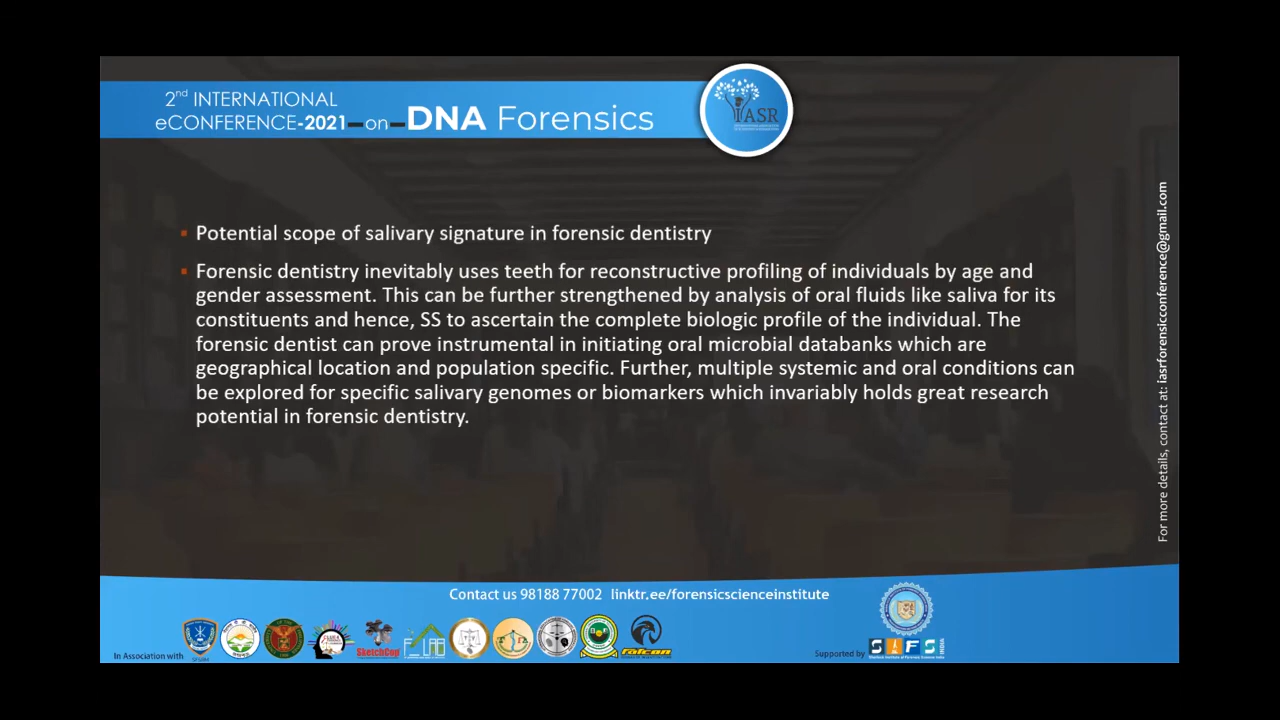 2nd INTERNATIONAL
eCONFERENCE-2021-on-DNA Forensics
IASR
Potential scope of salivary signature in forensic dentistry
Forensic dentistry inevitably uses teeth for reconstructive profiling of individuals by age and
gender assessment. This can be further strengthened by analysis of oral fluids like saliva for its
constituents and hence, SS to ascertain the complete biologic profile of the individual. The
forensic dentist can prove instrumental in initiating oral microbial databanks which are
geographical location and population specific. Further, multiple systemic and oral conditions can
be explored for specific salivary genomes or biomarkers which invariably holds great research
potential in forensic dentistry.
For more details, contact at: iasrforensicconference@gmail.com
Contact us 98188 77002 linktr.ee/forensicscienceinstitute
In Association with
SketchCop
falcon
Supported by
SIFS
INDIA